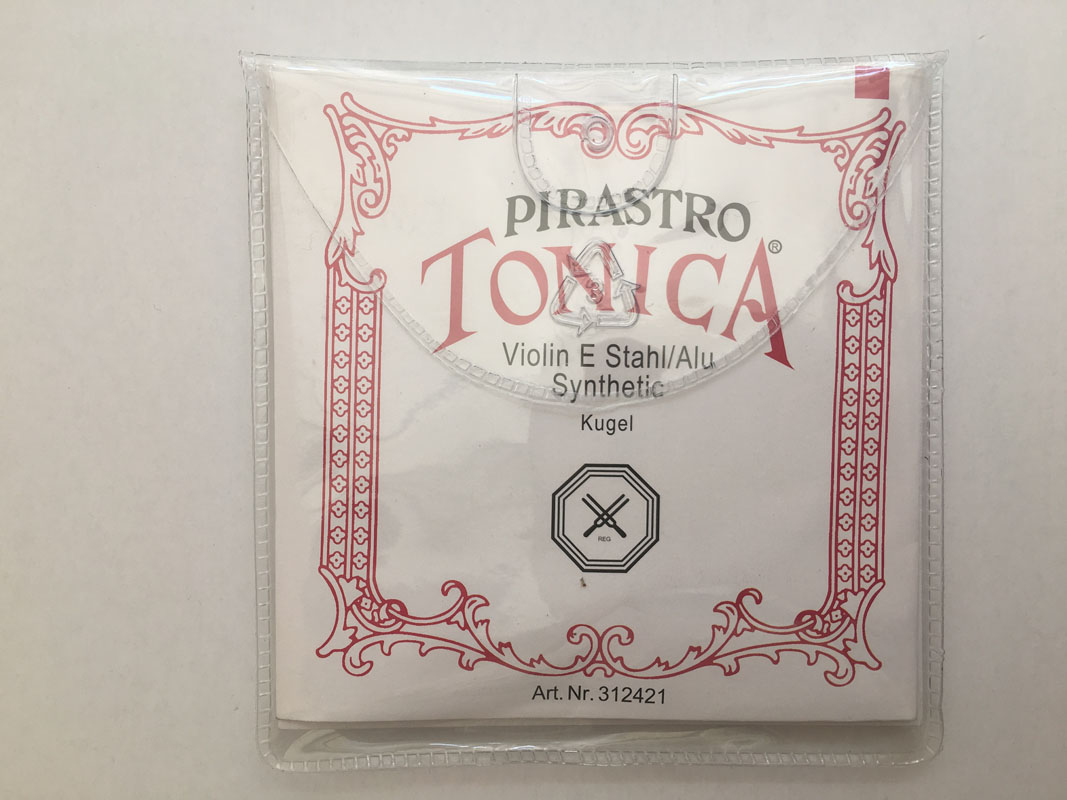 PIRASTRO
TONICA®
Violin E Stahl/Alu
Synthetic
Kugel
REG
Art. Nr. 312421